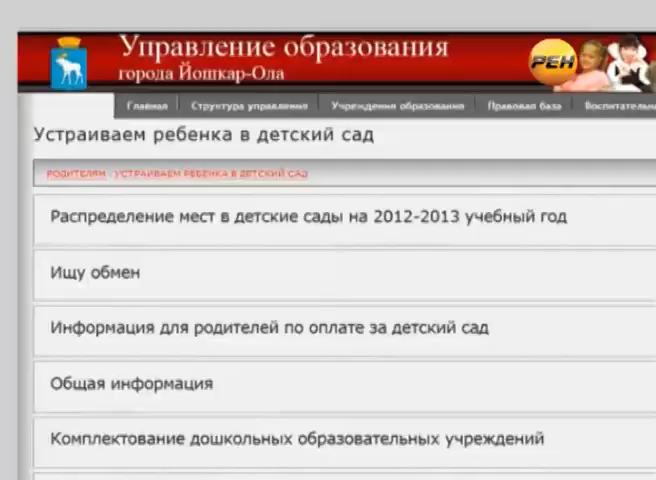 Управление образования
города Йошкар-Ола
РЕН
Главная Структура управления Учреждения образования Правовая база Воспитательн
Устраиваем ребенка в детский сад
РОДИТЕЛЯМ УСТРАИВАЕМ РЕБЕНКА В ДЕТСКИЙ САД
Распределение мест в детские сады на 2012-2013 учебный год
Ищу обмен
Информация для родителей по оплате за детский сад
Общая информация
Комплектование дошкольных образовательных учреждений